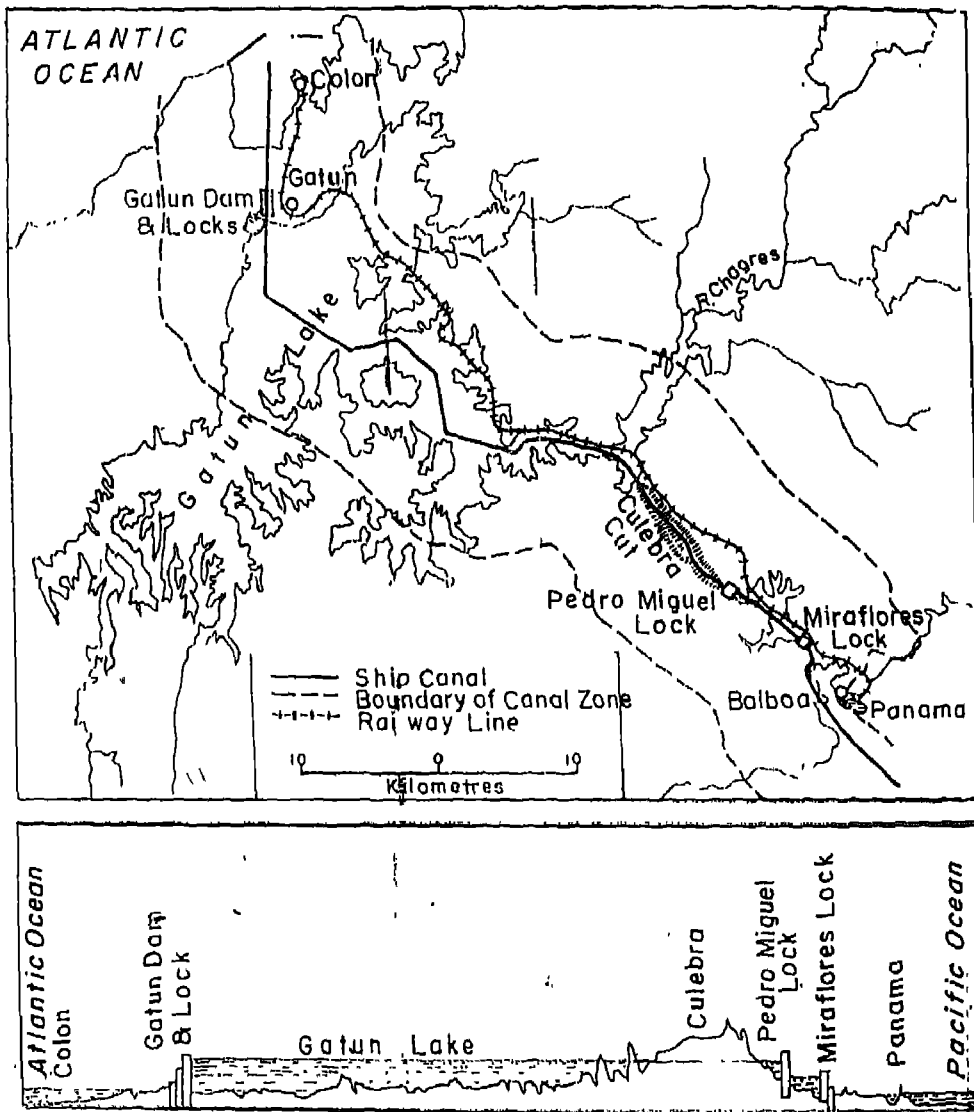 ATLANTIC
OCEAN
Colon
Gatun
Gatun Dam
& Locks
R. Chagres
Gatun Lake
Culebra
Cut
Pedro Miguel
Lock
Miraflores
Lock
Balboa
Panama
Ship Canal
Boundary of Canal Zone
Rai way Line
10 0 10
Kilometres
Atlantic Ocean
Colon
Gatun Dam
& Lock
Gatun Lake
Culebra
Pedro Miguel
Lock
Miraflores Lock
Panama
Pacific Ocean